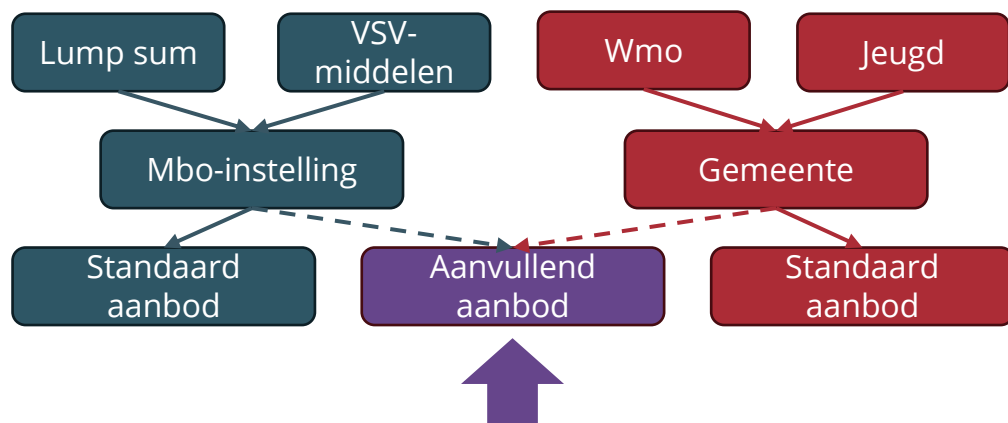 Lump sum
VSV-
middelen
Wmo
Jeugd
Mbo-instelling
Gemeente
Standaard
aanbod
Aanvullend
aanbod
Standaard
aanbod